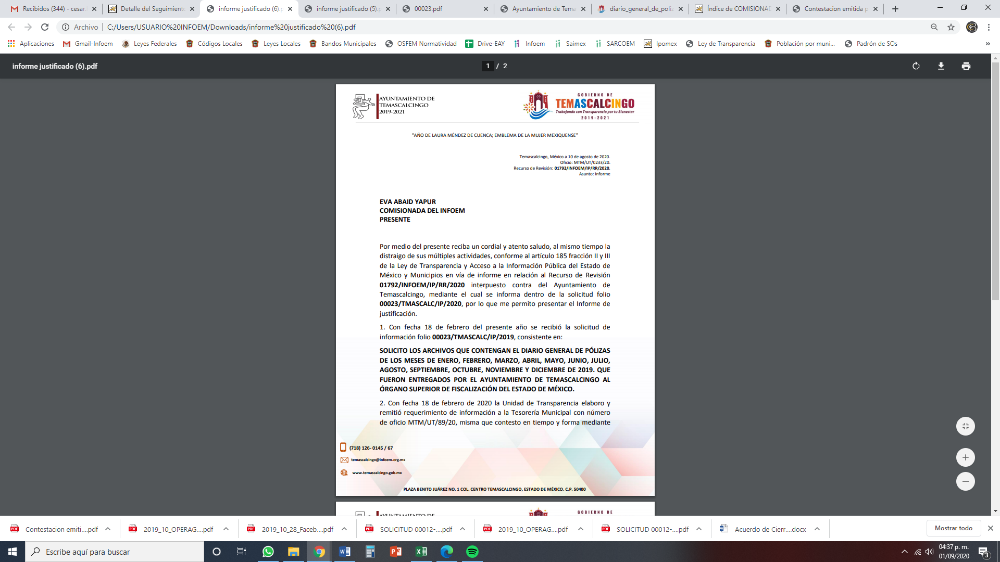 Recibidos (344) - cesar.
Detalle del Seguimiento
informe justificado (6).p
informe justificado (5).p
00023.pdf
Ayuntamiento de Tema
diario_general_de_poliz
Índice de COMISIONAD
Contestacion emitida p
Archivo
C:/Users/USUARIO%20INFOEM/Downloads/informe%20justificado%20(6).pdf
Aplicaciones
Gmail-Infoem
Leyes Federales
Códigos Locales
Leyes Locales
Bandos Municipales
OSFEM Normatividad
Drive-EAY
Infoem
Saimex
SARCOEM
Ipomex
Ley de Transparencia
Población por muni...
Padrón de SOs
»
informe justificado (6).pdf
1 / 2
AYUNTAMIENTO DE
TEMASCALCINGO
2019-2021
GOBIERNO DE
TEMASCALCINGO
Trabajando con Transparencia por tu Bienestar
2019-2021
“AÑO DE LAURA MÉNDEZ DE CUENCA; EMBLEMA DE LA MUJER MEXIQUENSE”
Temascalcingo, México a 10 de agosto de 2020.
Oficio: MTM/UT/0233/20.
Recurso de Revisión: 01792/INFOEM/IP/RR/2020.
Asunto: Informe
EVA ABAID YAPUR
COMISIONADA DEL INFOEM
PRESENTE
Por medio del presente reciba un cordial y atento saludo, al mismo tiempo la
distraigo de sus múltiples actividades, conforme al artículo 185 fracción II y III
de la Ley de Transparencia y Acceso a la Información Pública del Estado de
México y Municipios en vía de informe en relación al Recurso de Revisión
01792/INFOEM/IP/RR/2020 interpuesto contra del Ayuntamiento de
Temascalcingo, mediante el cual se informa dentro de la solicitud folio
00023/TMASCALC/IP/2020, por lo que me permito presentar el Informe de
justificación.
1. Con fecha 18 de febrero del presente año se recibió la solicitud de
información folio 00023/TMASCALC/IP/2019, consistente en:
SOLICITO LOS ARCHIVOS QUE CONTENGAN EL DIARIO GENERAL DE PÓLIZAS
DE LOS MESES DE ENERO, FEBRERO, MARZO, ABRIL, MAYO, JUNIO, JULIO,
AGOSTO, SEPTIEMBRE, OCTUBRE, NOVIEMBRE Y DICIEMBRE DE 2019. QUE
FUERON ENTREGADOS POR EL AYUNTAMIENTO DE TEMASCALCINGO AL
ÓRGANO SUPERIOR DE FISCALIZACIÓN DEL ESTADO DE MÉXICO.
2. Con fecha 18 de febrero de 2020 la Unidad de Transparencia elaboro y
remitió requerimiento de información a la Tesorería Municipal con número
de oficio MTM/UT/89/20, misma que contesto en tiempo y forma mediante
(718) 126- 0145 / 67
temascalcingo@infoem.org.mx
www.temascalcingo.gob.mx
PLAZA BENITO JUÁREZ NO. 1 COL. CENTRO TEMASCALCINGO, ESTADO DE MÉXICO. C.P. 50400
GOBIERNO DE
Contestacion emiti....pdf
2019_10_OPERAG....pdf
2019_10_28_Faceb....pdf
SOLICITUD 00012-....pdf
2019_10_OPERAG....pdf
SOLICITUD 00012-....pdf
Acuerdo de Cierr....docx
Mostrar todo
Escribe aquí para buscar
04:37 p. m.
01/09/2020
3